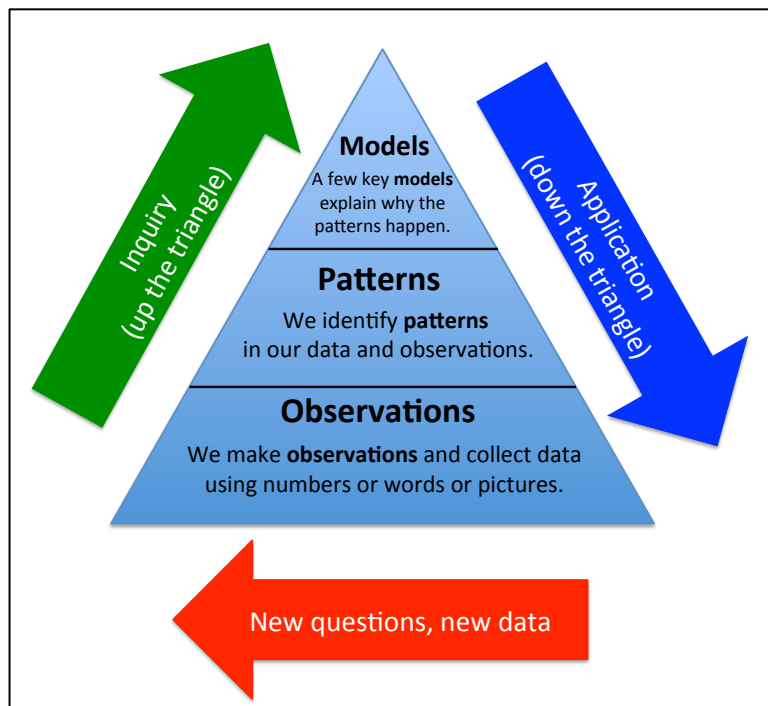 Inquiry
(up the triangle)
Models
A few key models
explain why the
patterns happen.
Application
(down the triangle)
Patterns
We identify patterns
in our data and observations.
Observations
We make observations and collect data
using numbers or words or pictures.
New questions, new data